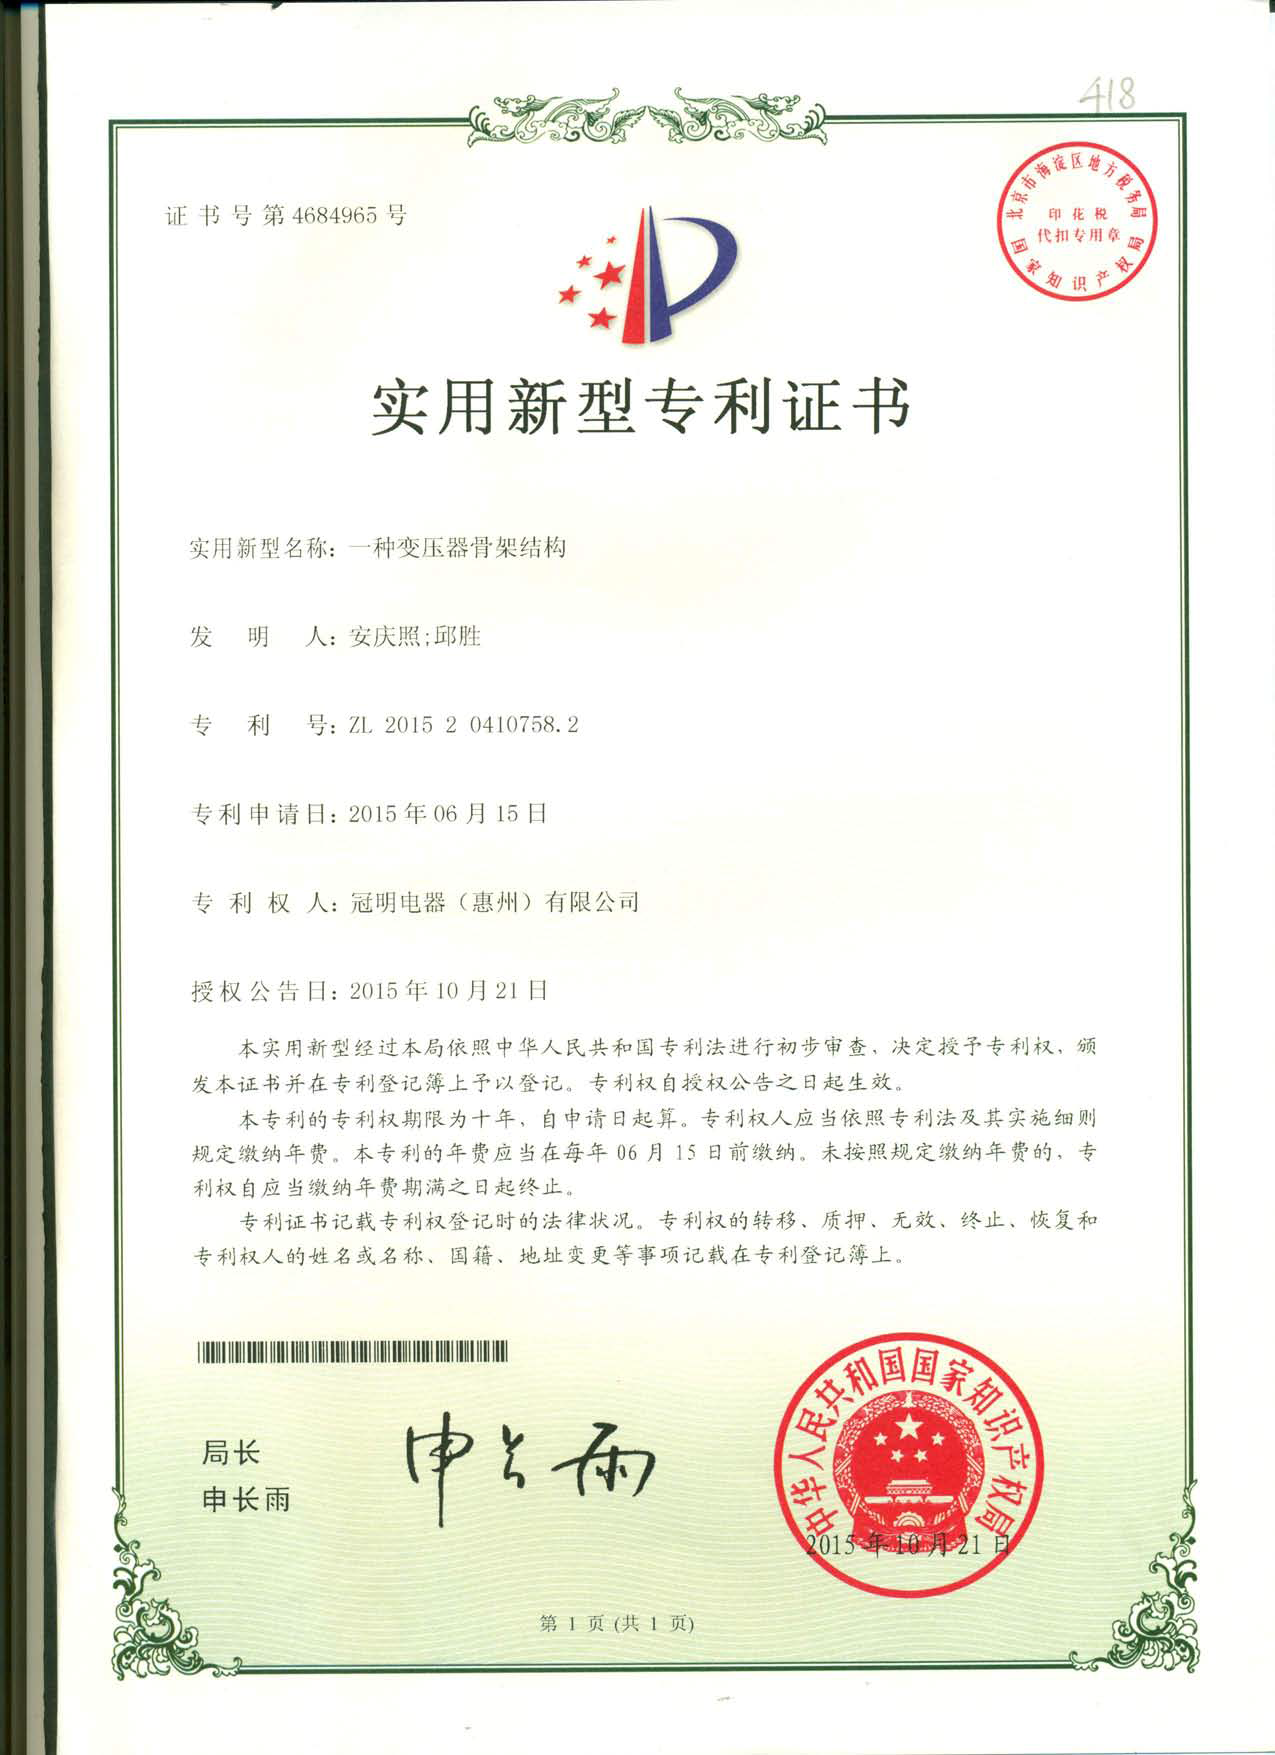 418
北京市海淀区地方税务局
印花税
代扣专用章
国家知识产权局
证书号第4684965号
实用新型专利证书
实用新型名称：一种变压器骨架结构
发明人：安庆照;邱胜
专利号：ZL 2015 2 0410758.2
专利申请日：2015年06月15日
专利权人：冠明电器（惠州）有限公司
授权公告日：2015年10月21日
本实用新型经过本局依照中华人民共和国专利法进行初步审查，决定授予专利权，颁
发本证书并在专利登记簿上予以登记。专利权自授权公告之日起生效。
本专利的专利权期限为十年，自申请日起算。专利权人应当依照专利法及其实施细则
规定缴纳年费。本专利的年费应当在每年06月15日前缴纳。未按照规定缴纳年费的，专
利权自应当缴纳年费期满之日起终止。
专利证书记载专利权登记时的法律状况。专利权的转移、质押、无效、终止、恢复和
专利权人的姓名或名称、国籍、地址变更等事项记载在专利登记簿上。
局长
申长雨
申长雨
中华人民共和国国家知识产权局
2015年10月21日
第 1 页 (共 1 页)